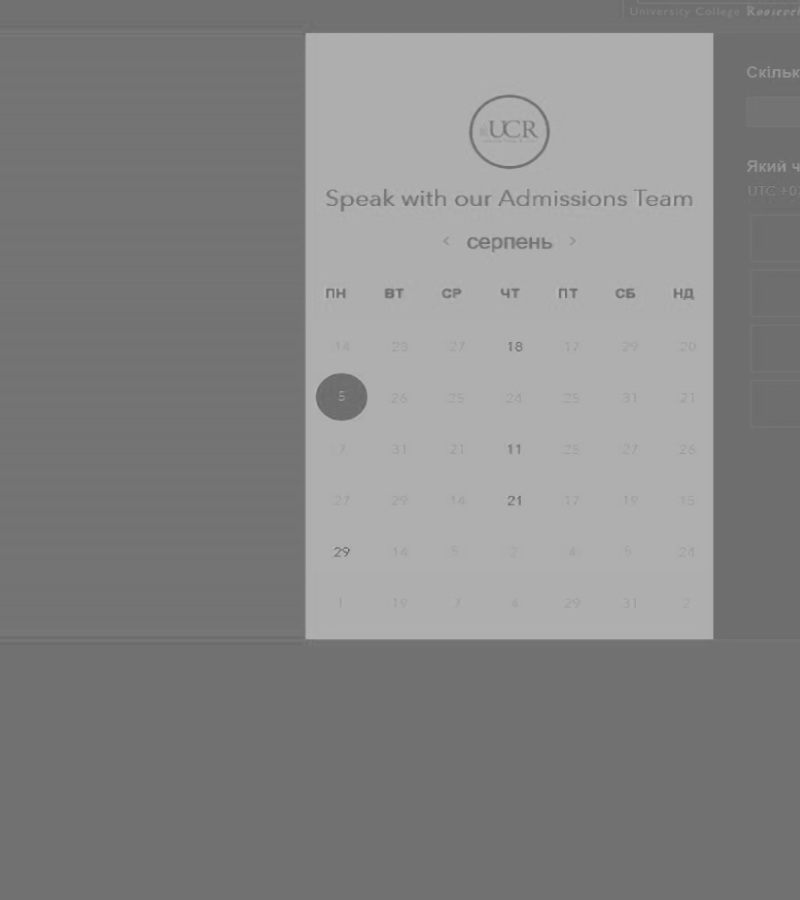 University College Roosevelt
Скільк
UCR
Speak with our Admissions Team
Який ч
UTC +0
< серпень >
ПН ВТ СР ЧТ ПТ СБ НД
14 28 27 18 17 29 20
5 26 25 24 25 31 21
7 31 21 11 25 27 26
27 29 14 21 17 19 15
29 14 5 2 4 5 24
1 19 7 4 29 31 2